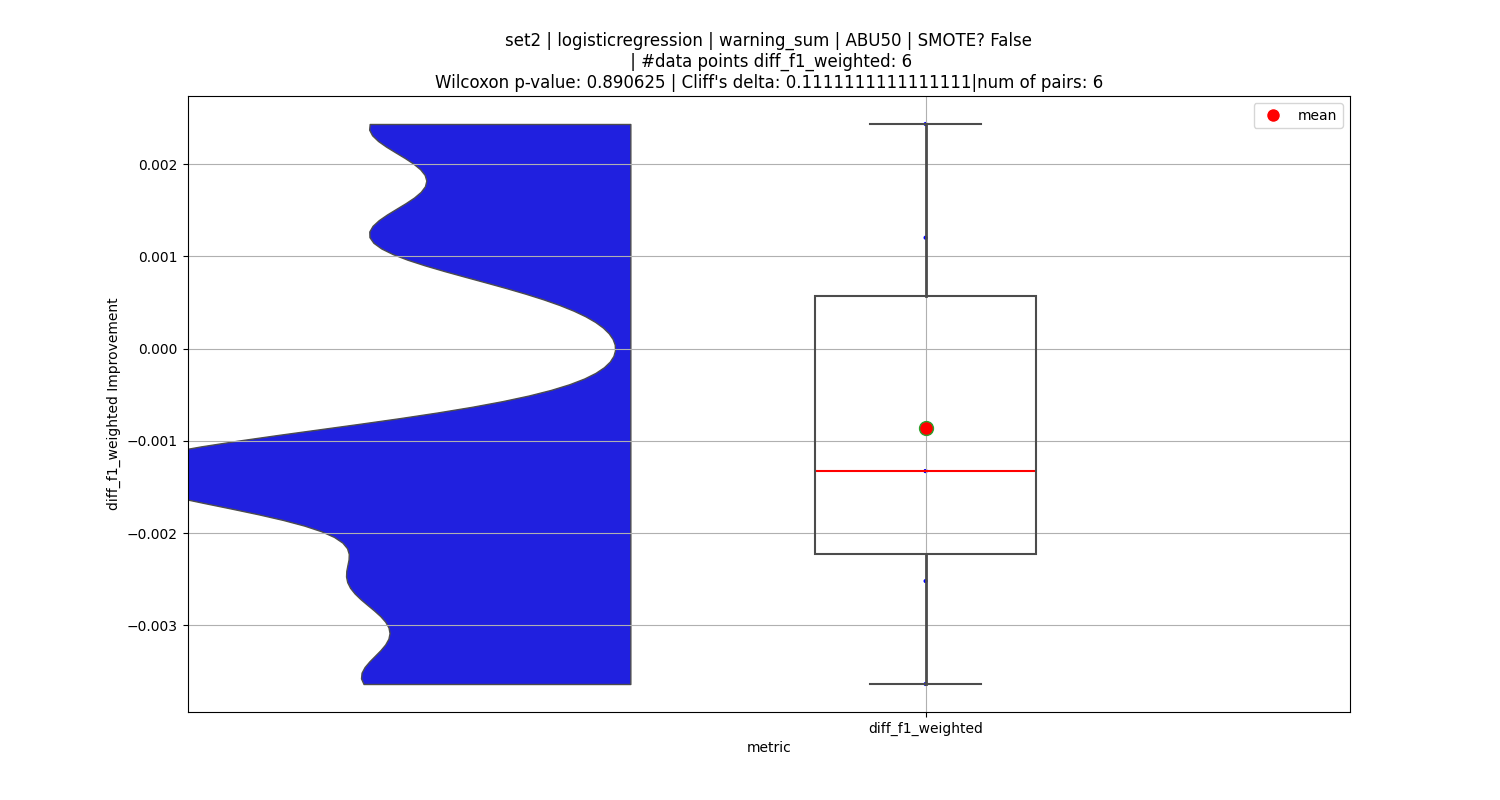 set2 | logisticregression | warning_sum | ABU50 | SMOTE? False
| #data points diff_f1_weighted: 6
Wilcoxon p-value: 0.890625 | Cliff's delta: 0.1111111111111111|num of pairs: 6
mean
0.002
0.001
0.000
−0.001
−0.002
−0.003
diff_f1_weighted Improvement
diff_f1_weighted
metric